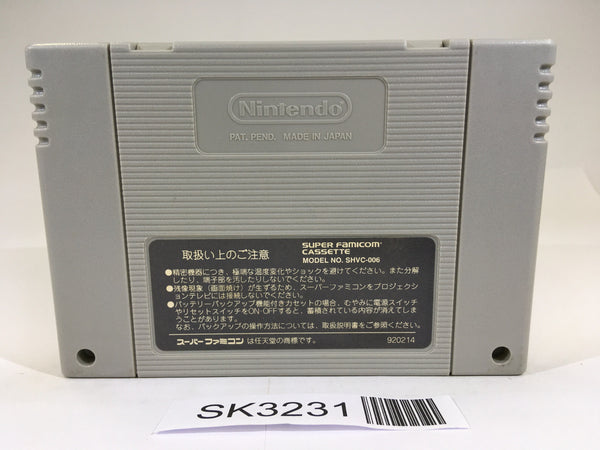 Nintendo
PAT. PEND. MADE IN JAPAN
取扱い上のご注意
SUPER FAMICOM
CASSETTE
MODEL NO. SHVC-006
●精密機器につき、極端な温度変化やショックを避けてください。また分解
したり、端子部を汚したりしないでください。
●残像現象（画面焼け）が生ずるため、スーパーファミコンをプロジェクシ
ョンテレビには接続しないでください。
●バッテリーバックアップ機能付きカセットの場合、むやみに電源スイッチ
やリセットスイッチをON・OFFすると、蓄積されている内容が消えてしま
うことがあります。
なお、バックアップの操作方法については、取扱説明書をご参照ください。
スーパーファミコン は任天堂の商標です。
920214
SK3231